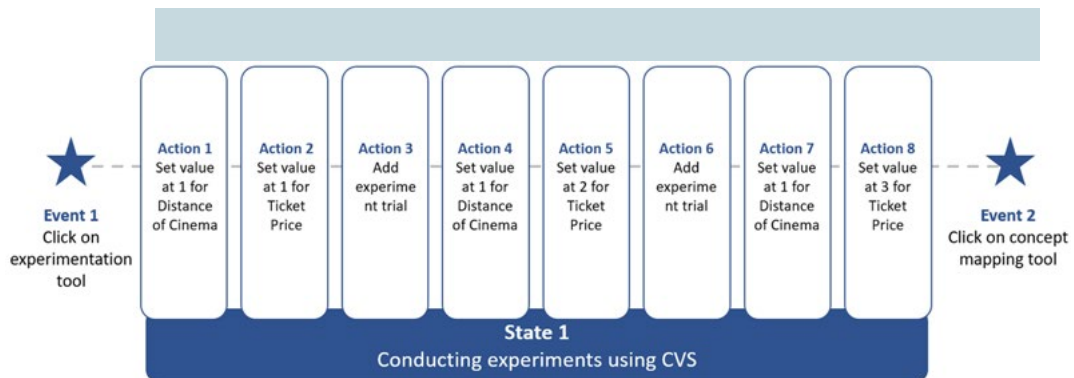 Event 1
Click on
experimentation
tool
Action 1
Set value
at 1 for
Distance
of Cinema
Action 2
Set value
at 1 for
Ticket
Price
Action 3
Add
experime
nt trial
Action 4
Set value
at 1 for
Distance
of Cinema
Action 5
Set value
at 2 for
Ticket
Price
Action 6
Add
experime
nt trial
Action 7
Set value
at 1 for
Distance
of Cinema
Action 8
Set value
at 3 for
Ticket
Price
Event 2
Click on concept
mapping tool
State 1
Conducting experiments using CVS